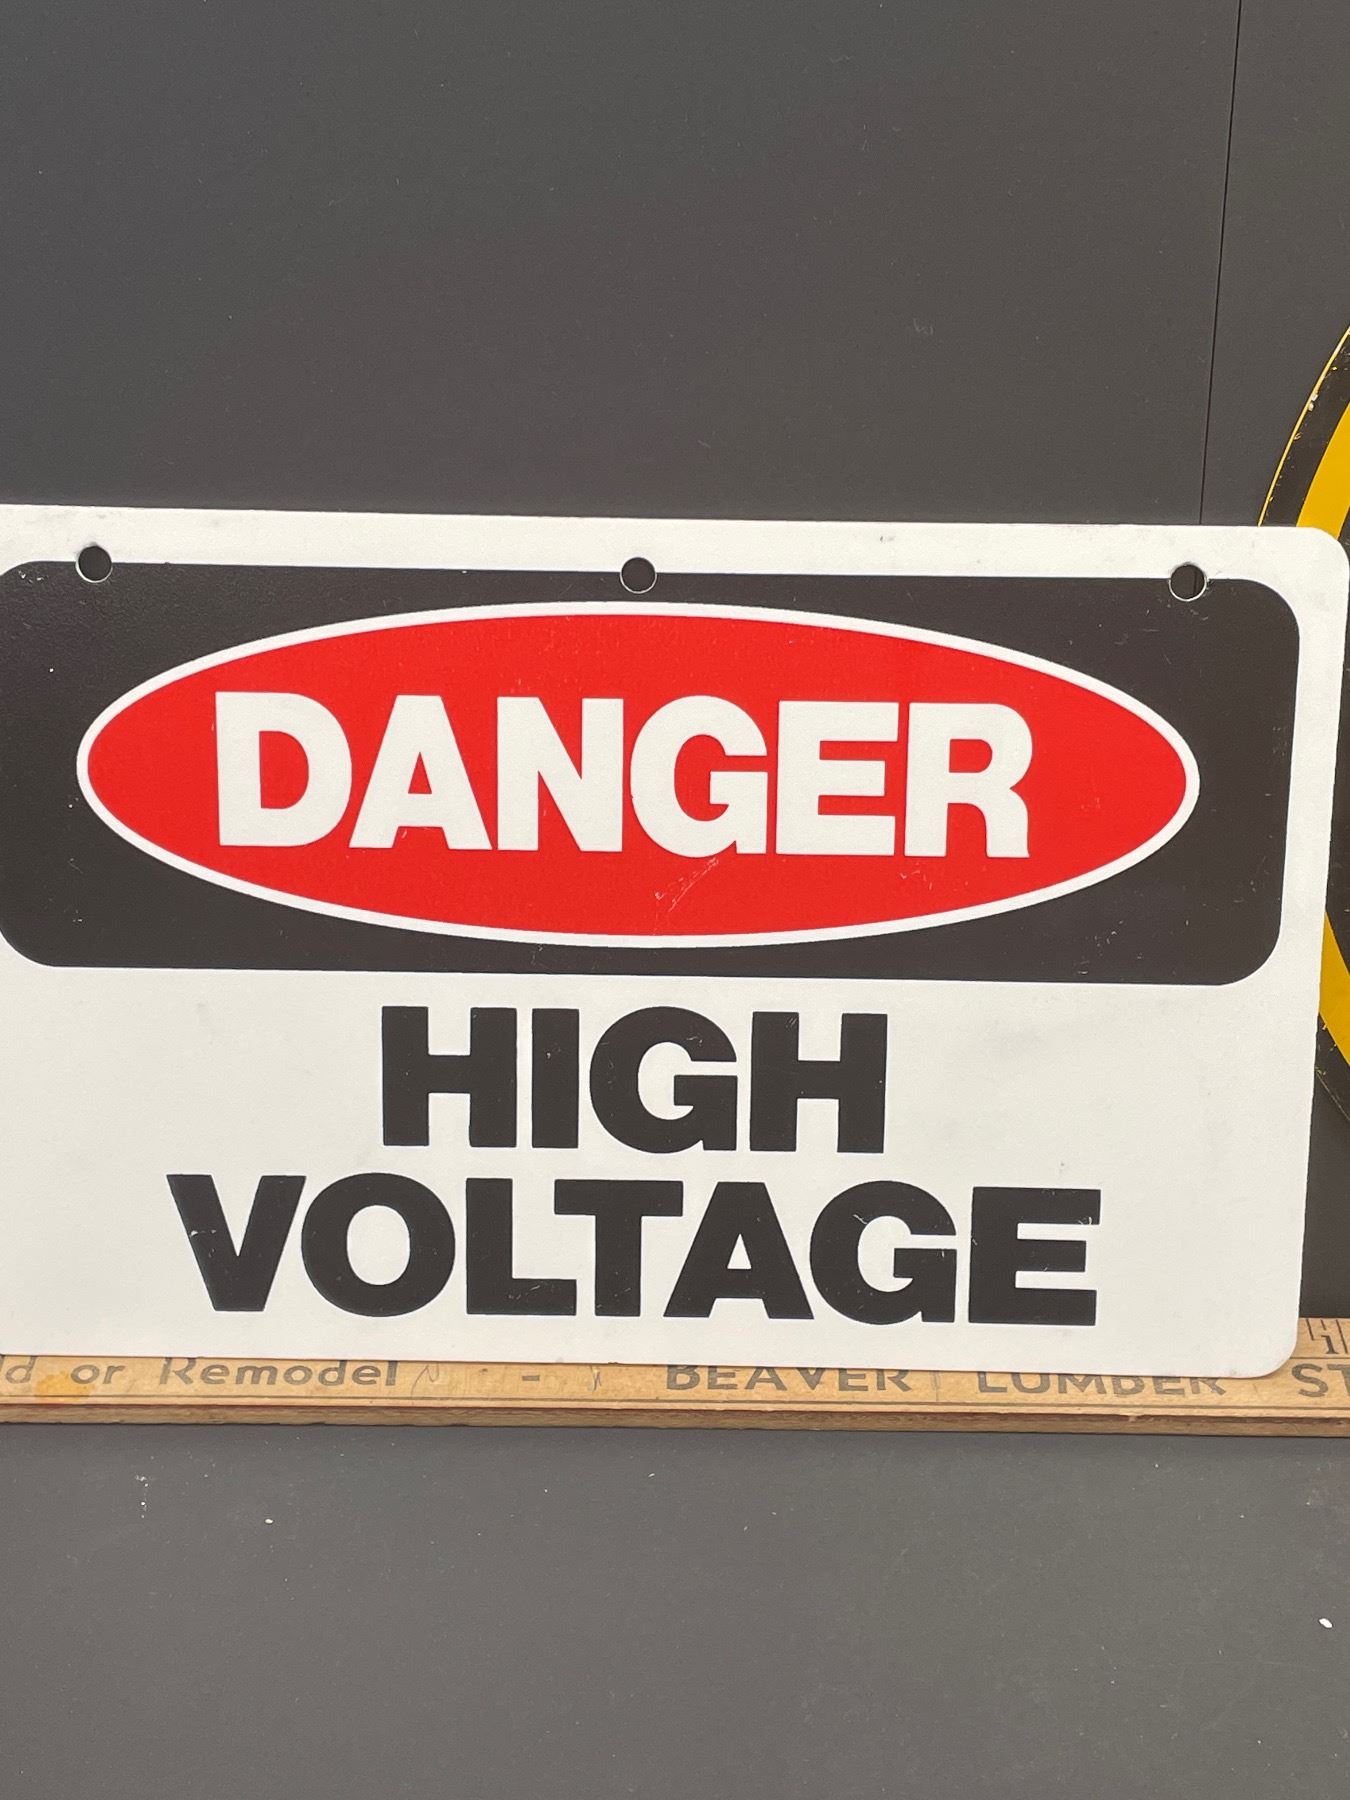 DANGER
HIGH
VOLTAGE
or Remodel - BEAVER LUMBER